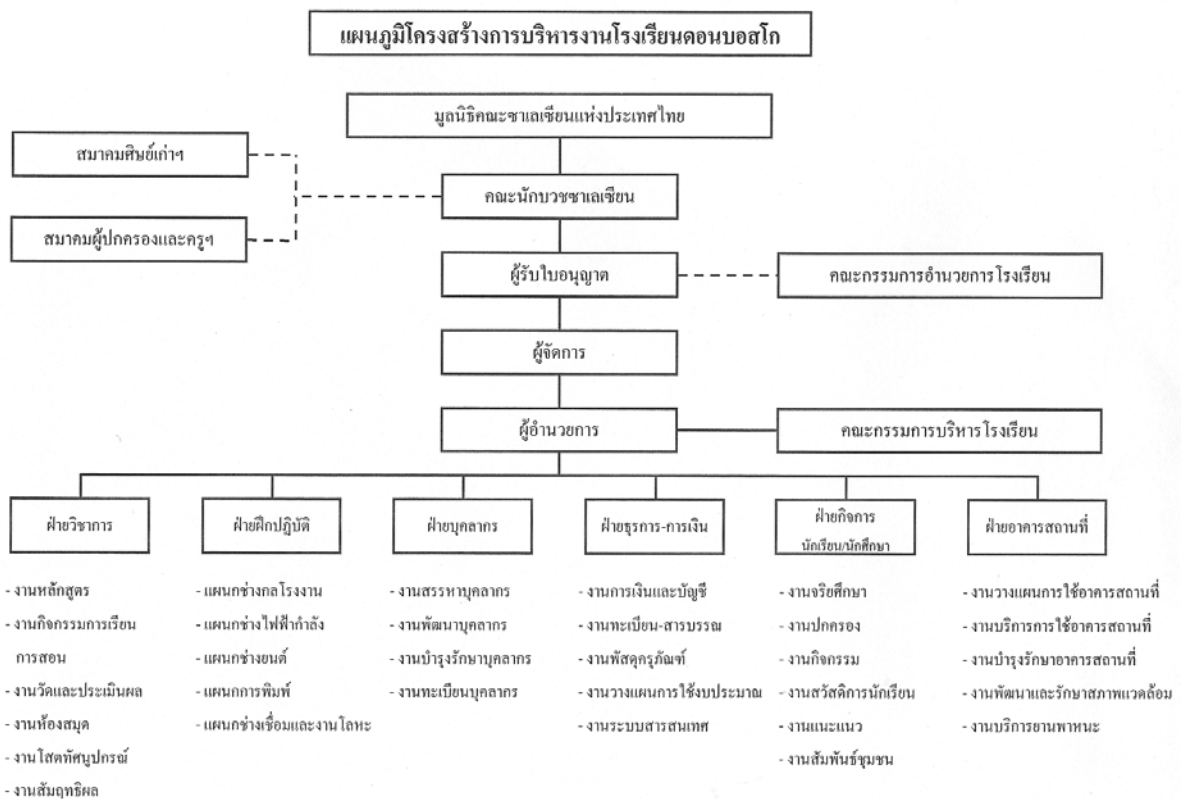 แผนภูมิโครงสร้างการบริหารงานโรงเรียนดอนบอสโก
มูลนิธิคณะซาเลเซียนแห่งประเทศไทย
สมาคมศิษย์เก่าฯ
คณะนักบวชซาเลเซียน
สมาคมผู้ปกครองและครูฯ
ผู้รับใบอนุญาต
คณะกรรมการอำนวยการโรงเรียน
ผู้จัดการ
ผู้อำนวยการ
คณะกรรมการบริหารโรงเรียน
ฝ่ายวิชาการ
- งานหลักสูตร
- งานกิจกรรมการเรียน
การสอน
- งานวัดและประเมินผล
- งานห้องสมุด
- งานโสตทัศนูปกรณ์
- งานสัมฤทธิผล
ฝ่ายฝึกปฏิบัติ
- แผนกช่างกลโรงงาน
- แผนกช่างไฟฟ้ากำลัง
- แผนกช่างยนต์
- แผนกการพิมพ์
- แผนกช่างเชื่อมและงานโลหะ
ฝ่ายบุคลากร
- งานสรรหาบุคลากร
- งานพัฒนาบุคลากร
- งานบำรุงรักษาบุคลากร
- งานทะเบียนบุคลากร
ฝ่ายธุรการ-การเงิน
- งานการเงินและบัญชี
- งานทะเบียน-สารบรรณ
- งานพัสดุครุภัณฑ์
- งานวางแผนการใช้งบประมาณ
- งานระบบสารสนเทศ
ฝ่ายกิจการ
นักเรียน/นักศึกษา
- งานจริยศึกษา
- งานปกครอง
- งานกิจกรรม
- งานสวัสดิการนักเรียน
- งานแนะแนว
- งานสัมพันธ์ชุมชน
ฝ่ายอาคารสถานที่
- งานวางแผนการใช้อาคารสถานที่
- งานบริการการใช้อาคารสถานที่
- งานบำรุงรักษาอาคารสถานที่
- งานพัฒนาและรักษาสภาพแวดล้อม
- งานบริการยานพาหนะ